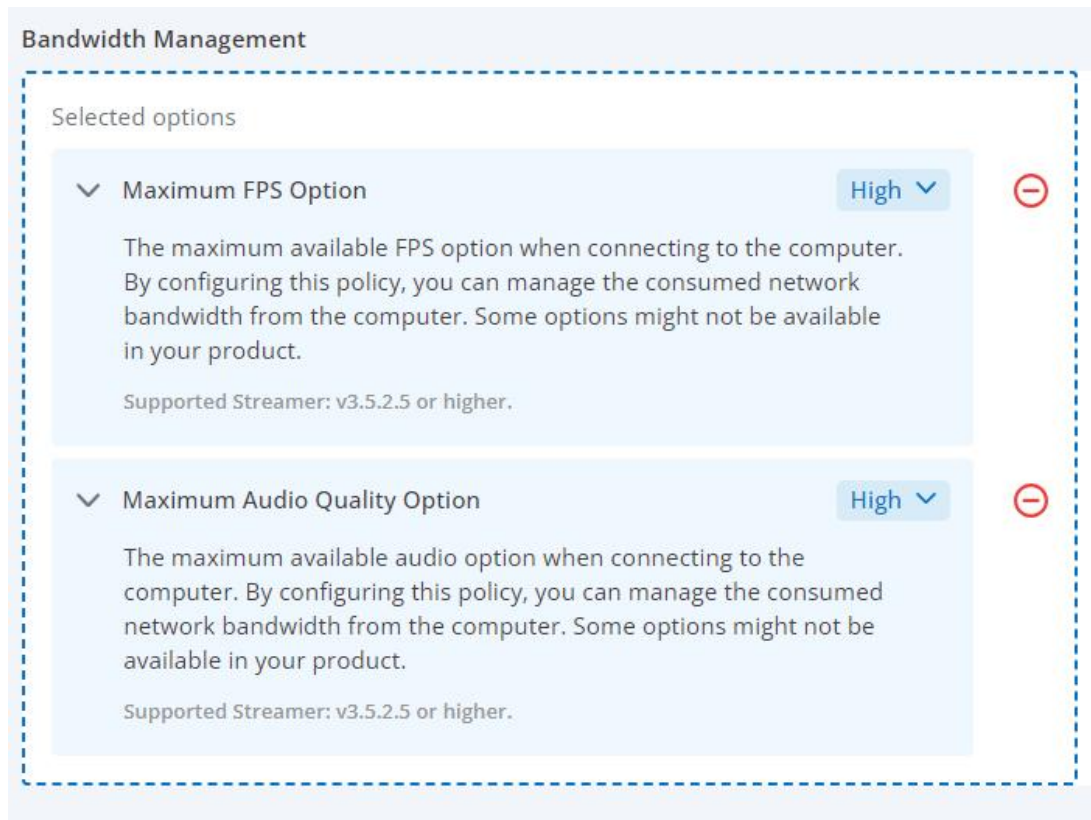 Bandwidth Management
Selected options
Maximum FPS Option High
The maximum available FPS option when connecting to the computer.
By configuring this policy, you can manage the consumed network
bandwidth from the computer. Some options might not be available
in your product.
Supported Streamer: v3.5.2.5 or higher.
Maximum Audio Quality Option High
The maximum available audio option when connecting to the
computer. By configuring this policy, you can manage the consumed
network bandwidth from the computer. Some options might not be
available in your product.
Supported Streamer: v3.5.2.5 or higher.